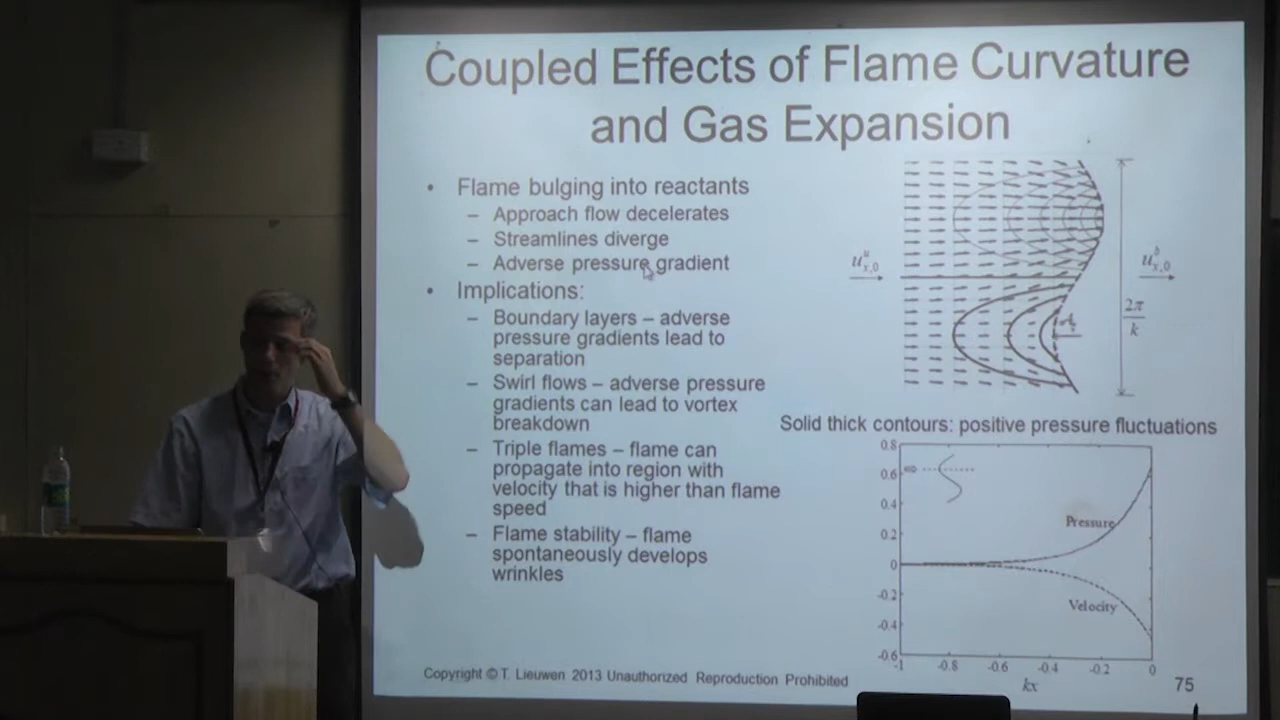 Coupled Effects of Flame Curvature
and Gas Expansion
• Flame bulging into reactants
– Approach flow decelerates
– Streamlines diverge
– Adverse pressure gradient
• Implications:
– Boundary layers – adverse
pressure gradients lead to
separation
– Swirl flows – adverse pressure
gradients can lead to vortex
breakdown
– Triple flames – flame can
propagate into region with
velocity that is higher than flame
speed
– Flame stability – flame
spontaneously develops
wrinkles
u^u_{x,0}
u^b_{x,0}
2π
k
Solid thick contours: positive pressure fluctuations
0.8
0.6
0.4
0.2
0
-0.2
-0.4
-0.6
Pressure
Velocity
-1 -0.8 -0.6 -0.4 -0.2 0
kx
Copyright © T. Lieuwen 2013 Unauthorized Reproduction Prohibited
75